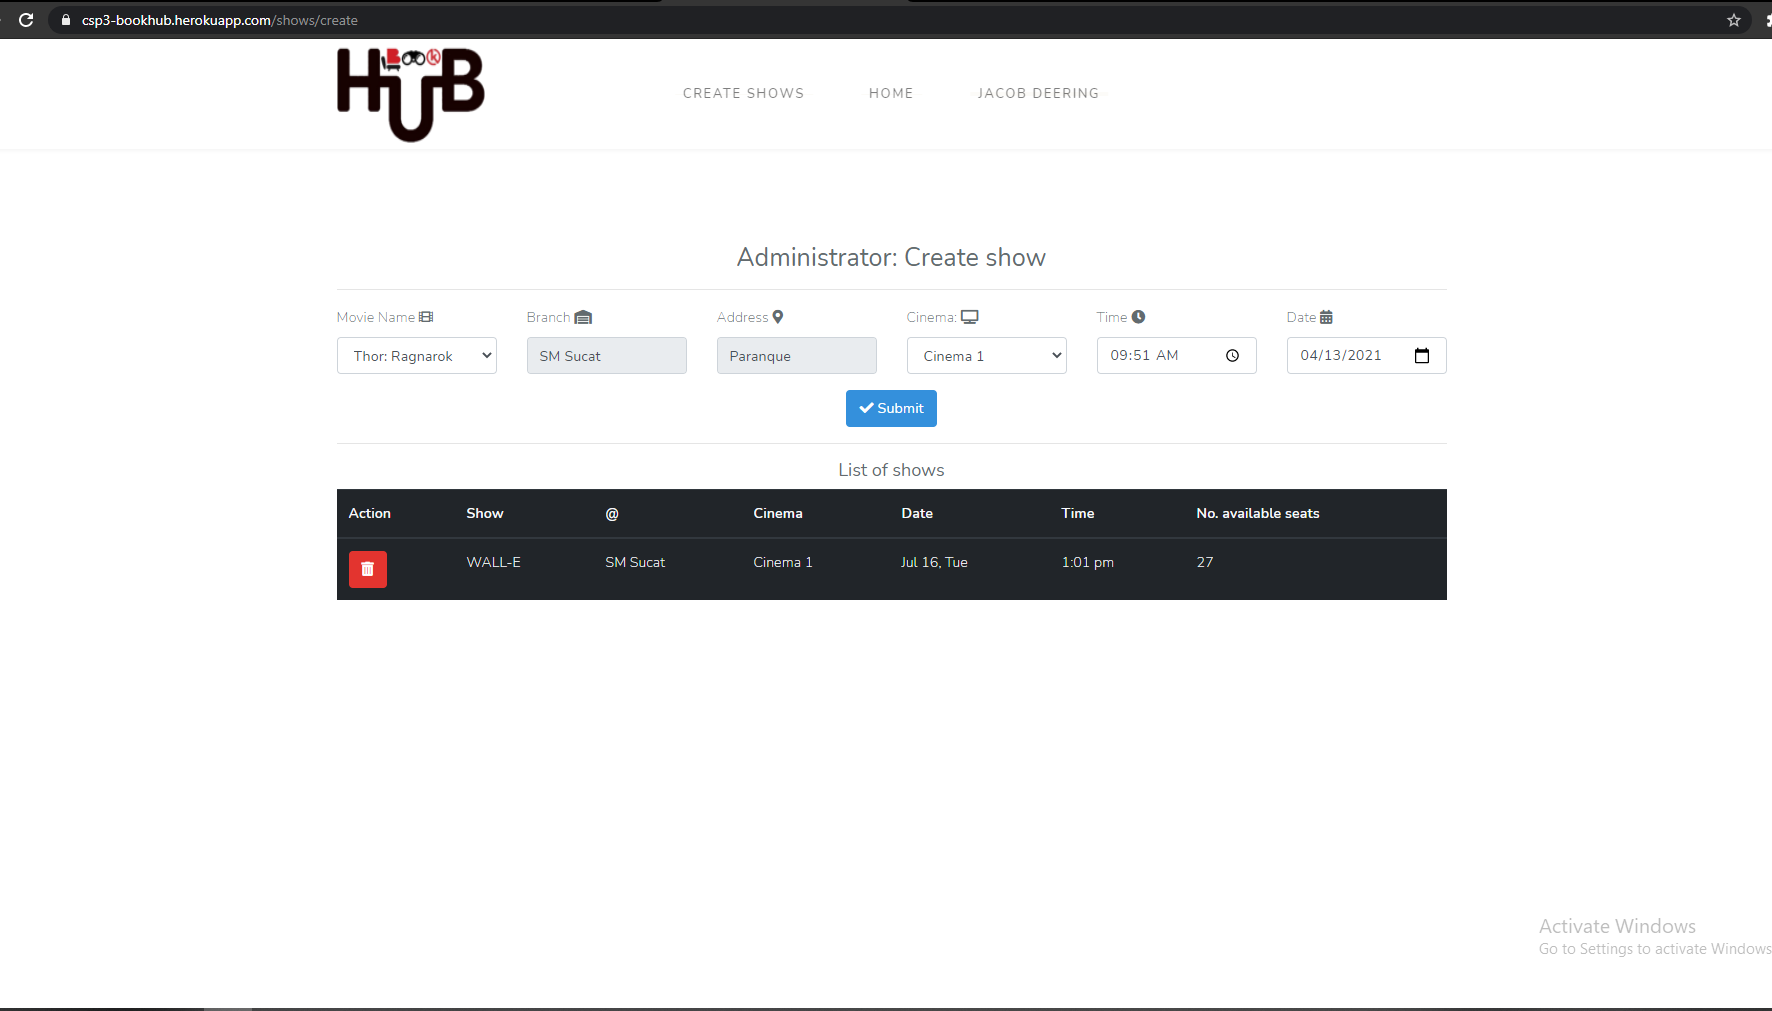 csp3-bookhub.herokuapp.com/shows/create
HUB Book
CREATE SHOWS HOME JACOB DEERING
Administrator: Create show
Movie Name Branch Address Cinema: Time Date
Thor: Ragnarok SM Sucat Paranque Cinema 1 09:51 AM 04/13/2021
Submit
List of shows
Action Show @ Cinema Date Time No. available seats
WALL-E SM Sucat Cinema 1 Jul 16, Tue 1:01 pm 27
Activate Windows
Go to Settings to activate Windows